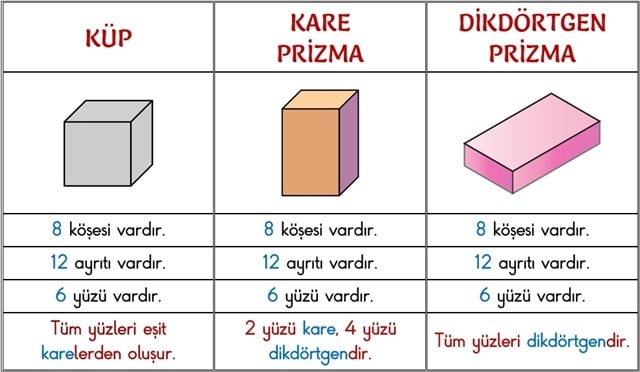 KÜP
KARE
PRİZMA
DİKDÖRTGEN
PRİZMA
8 köşesi vardır.
8 köşesi vardır.
8 köşesi vardır.
12 ayrıtı vardır.
12 ayrıtı vardır.
12 ayrıtı vardır.
6 yüzü vardır.
6 yüzü vardır.
6 yüzü vardır.
Tüm yüzleri eşit
karelerden oluşur.
2 yüzü kare, 4 yüzü
dikdörtgendir.
Tüm yüzleri dikdörtgendir.